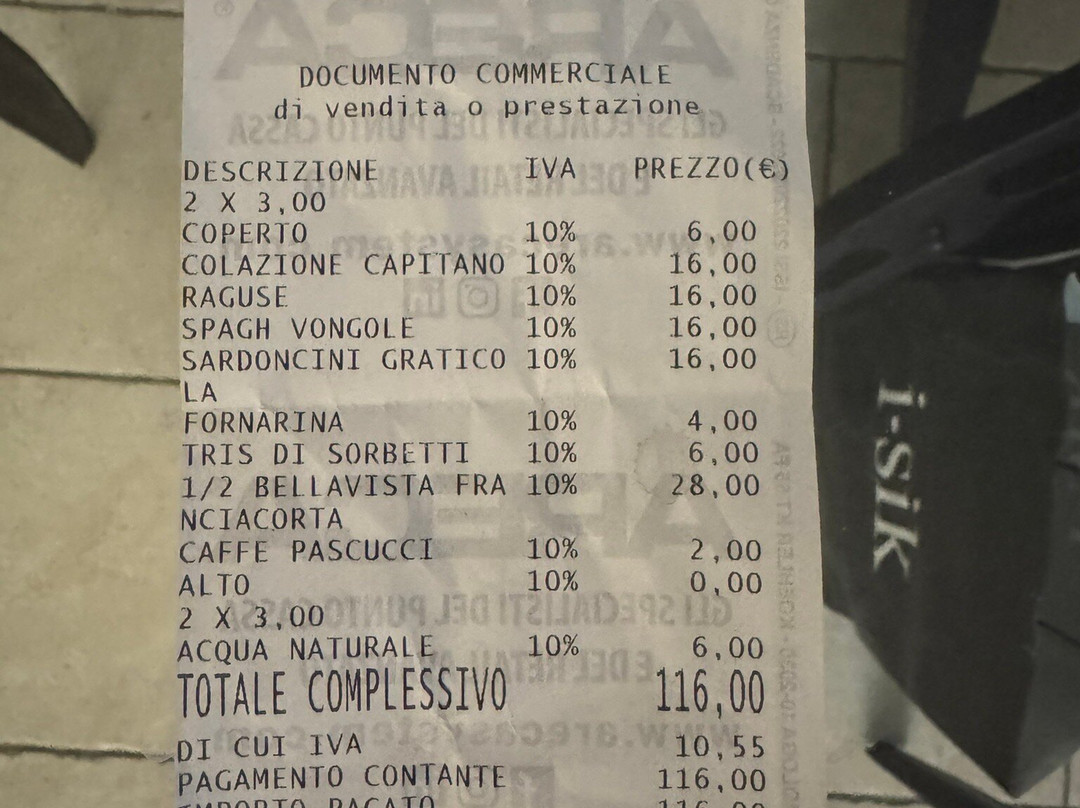 DOCUMENTO COMMERCIALE
di vendita o prestazione
DESCRIZIONE IVA PREZZO(€)
2 X 3,00
COPERTO 10% 6,00
COLAZIONE CAPITANO 10% 16,00
RAGUSE 10% 16,00
SPAGH VONGOLE 10% 16,00
SARDONCINI GRATICO 10% 16,00
LA
FORNARINA 10% 4,00
TRIS DI SORBETTI 10% 6,00
1/2 BELLAVISTA FRA 10% 28,00
NCIACORTA
CAFFE PASCUCCI 10% 2,00
ALTO 10% 0,00
2 X 3,00
ACQUA NATURALE 10% 6,00
TOTALE COMPLESSIVO 116,00
DI CUI IVA 10,55
PAGAMENTO CONTANTE 116,00
IMPORTO PAGATO 116,00
i-sik